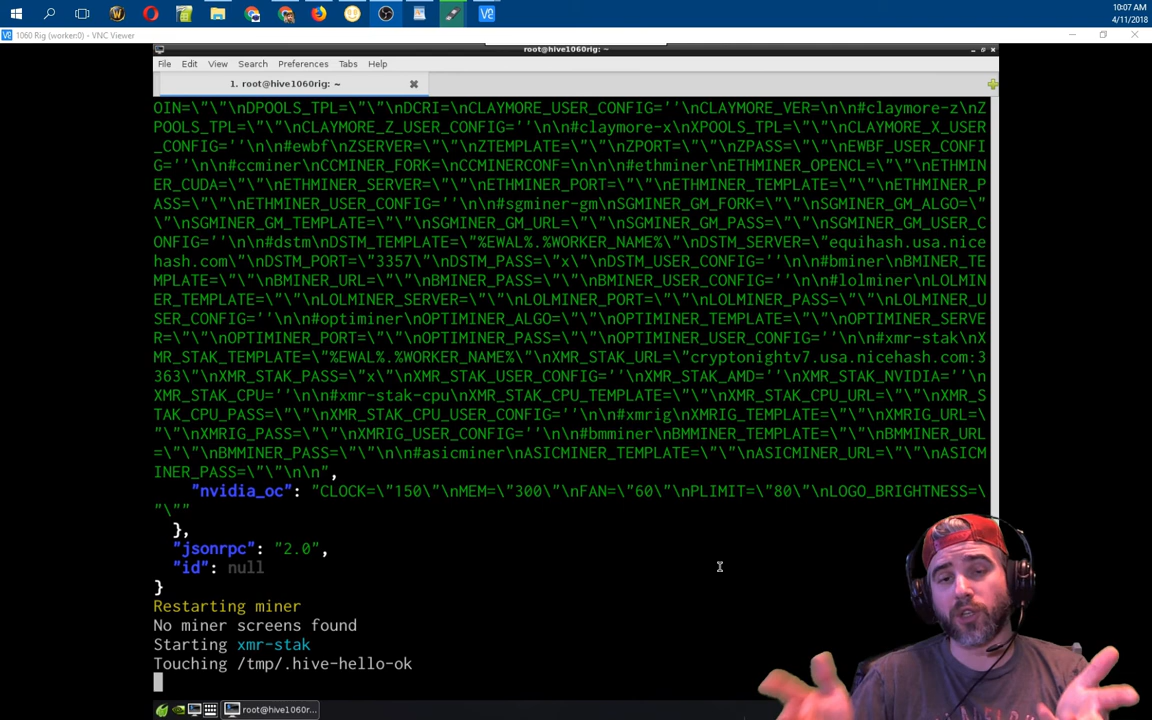 10:07 AM
4/11/2018
1060 Rig (worker:0) - VNC Viewer
root@hive1060rig: ~
File Edit View Search Preferences Tabs Help
1. root@hive1060rig: ~
OIN=\"\"\nDPOOLS_TPL=\"\"\nDCRI=\nCLAYMORE_USER_CONFIG=''\nCLAYMORE_VER=\n\n#claymore-z\nZ
POOLS_TPL=\"\"\nCLAYMORE_Z_USER_CONFIG=''\n\n#claymore-x\nXPOOLS_TPL=\"\"\nCLAYMORE_X_USER
_CONFIG=''\n\n#ewbf\nZSERVER=\"\"\nZTEMPLATE=\"\"\nZPORT=\"\"\nZPASS=\"\"\nEWBF_USER_CONFI
G=''\n\n#ccminer\nCCMINER_FORK=\nCCMINERCONF=\n\n\n#ethminer\nETHMINER_OPENCL=\"\"\nETHMIN
ER_CUDA=\"\"\nETHMINER_SERVER=\"\"\nETHMINER_PORT=\"\"\nETHMINER_TEMPLATE=\"\"\nETHMINER_P
ASS=\"\"\nETHMINER_USER_CONFIG=''\n\n#sgminer-gm\nSGMINER_GM_FORK=\"\"\nSGMINER_GM_ALGO=\"
\"\nSGMINER_GM_TEMPLATE=\"\"\nSGMINER_GM_URL=\"\"\nSGMINER_GM_PASS=\"\"\nSGMINER_GM_USER_C
ONFIG=''\n\n#dstm\nDSTM_TEMPLATE=\"%EWAL%.%WORKER_NAME%\"\nDSTM_SERVER=\"equihash.usa.nice
hash.com\"\nDSTM_PORT=\"3357\"\nDSTM_PASS=\"x\"\nDSTM_USER_CONFIG=''\n\n#bminer\nBMINER_TE
MPLATE=\"\"\nBMINER_URL=\"\"\nBMINER_PASS=\"\"\nBMINER_USER_CONFIG=''\n\n#lolminer\nLOLMIN
ER_TEMPLATE=\"\"\nLOLMINER_SERVER=\"\"\nLOLMINER_PORT=\"\"\nLOLMINER_PASS=\"\"\nLOLMINER_U
SER_CONFIG=''\n\n#optiminer\nOPTIMINER_ALGO=\"\"\nOPTIMINER_TEMPLATE=\"\"\nOPTIMINER_SERVE
R=\"\"\nOPTIMINER_PORT=\"\"\nOPTIMINER_PASS=\"\"\nOPTIMINER_USER_CONFIG=''\n\n#xmr-stak\nX
MR_STAK_TEMPLATE=\"%EWAL%.%WORKER_NAME%\"\nXMR_STAK_URL=\"cryptonightv7.usa.nicehash.com:3
363\"\nXMR_STAK_PASS=\"x\"\nXMR_STAK_USER_CONFIG=''\nXMR_STAK_AMD=''\nXMR_STAK_NVIDIA=''\n
XMR_STAK_CPU=''\n\n#xmr-stak-cpu\nXMR_STAK_CPU_TEMPLATE=\"\"\nXMR_STAK_CPU_URL=\"\"\nXMR_S
TAK_CPU_PASS=\"\"\nXMR_STAK_CPU_USER_CONFIG=''\n\n#xmrig\nXMRIG_TEMPLATE=\"\"\nXMRIG_URL=\
"\"\nXMRIG_PASS=\"\"\nXMRIG_USER_CONFIG=''\n\n#bmminer\nBMMINER_TEMPLATE=\"\"\nBMMINER_URL
=\"\"\nBMMINER_PASS=\"\"\n\n#asicminer\nASICMINER_TEMPLATE=\"\"\nASICMINER_URL=\"\"\nASICM
INER_PASS=\"\"\n\n",
"nvidia_oc": "CLOCK=\"150\"\nMEM=\"300\"\nFAN=\"60\"\nPLIMIT=\"80\"\nLOGO_BRIGHTNESS=\
"\""
},
"jsonrpc": "2.0",
"id": null
}
Restarting miner
No miner screens found
Starting xmr-stak
Touching /tmp/.hive-hello-ok
root@hive1060r...